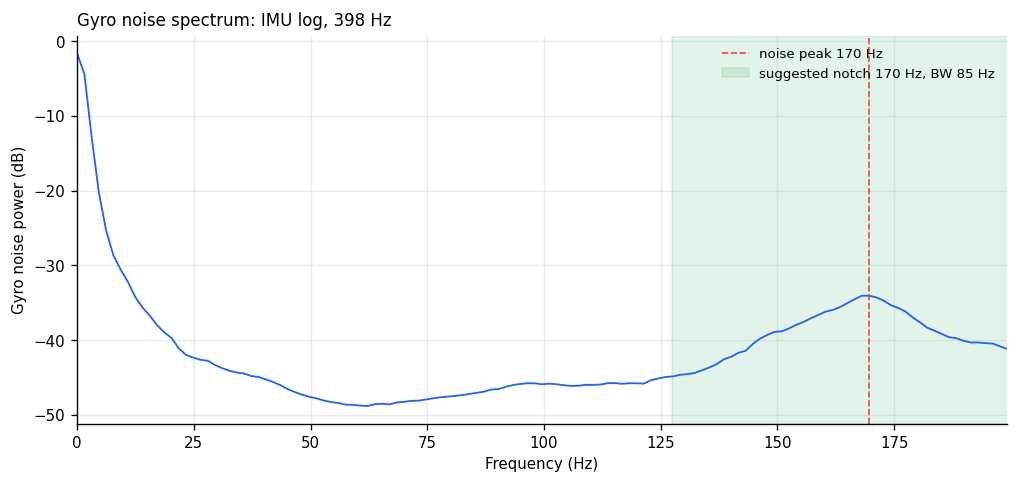 Gyro noise spectrum: IMU log, 398 Hz
noise peak 170 Hz
suggested notch 170 Hz, BW 85 Hz
Gyro noise power (dB)
0
−10
−20
−30
−40
−50
0 25 50 75 100 125 150 175
Frequency (Hz)